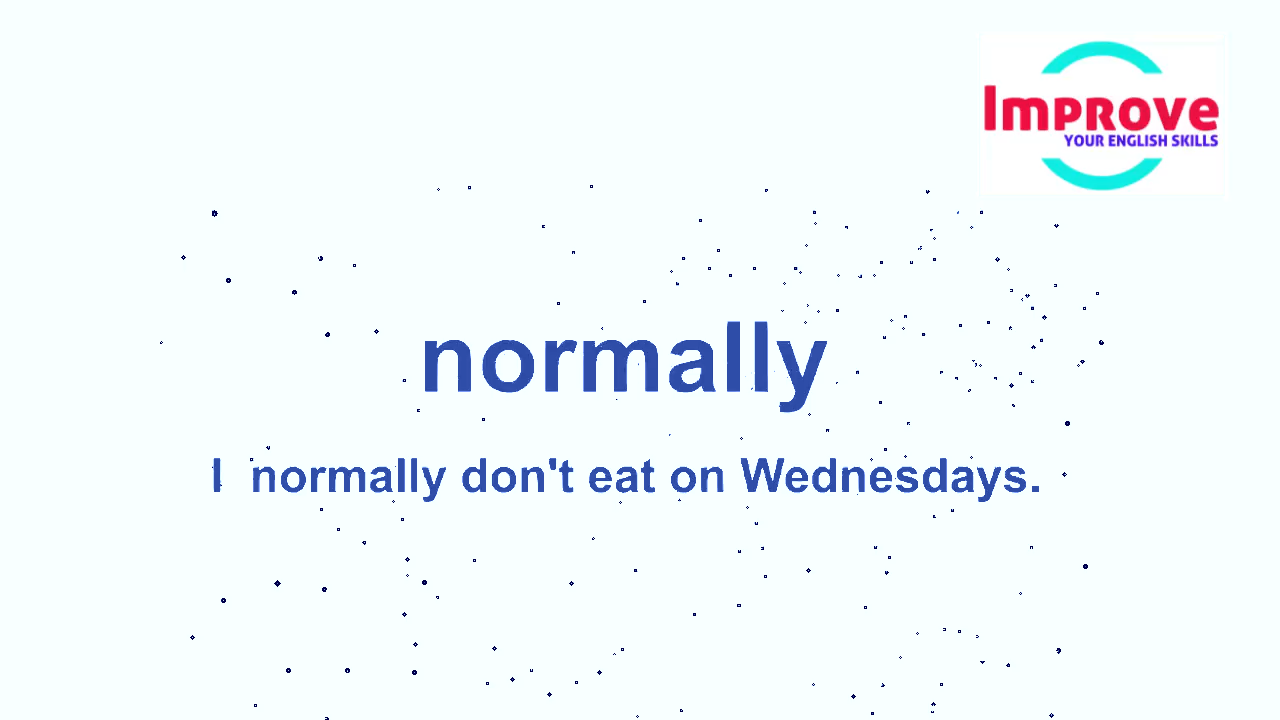 Improve
YOUR ENGLISH SKILLS
normally
I normally don't eat on Wednesdays.